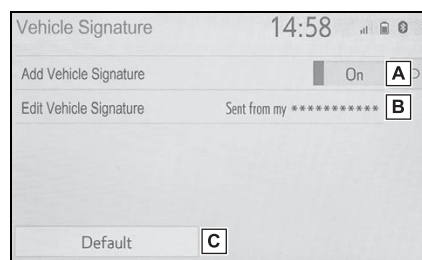 Vehicle Signature 14:58
Add Vehicle Signature On A
Edit Vehicle Signature Sent from my *********** B
Default C